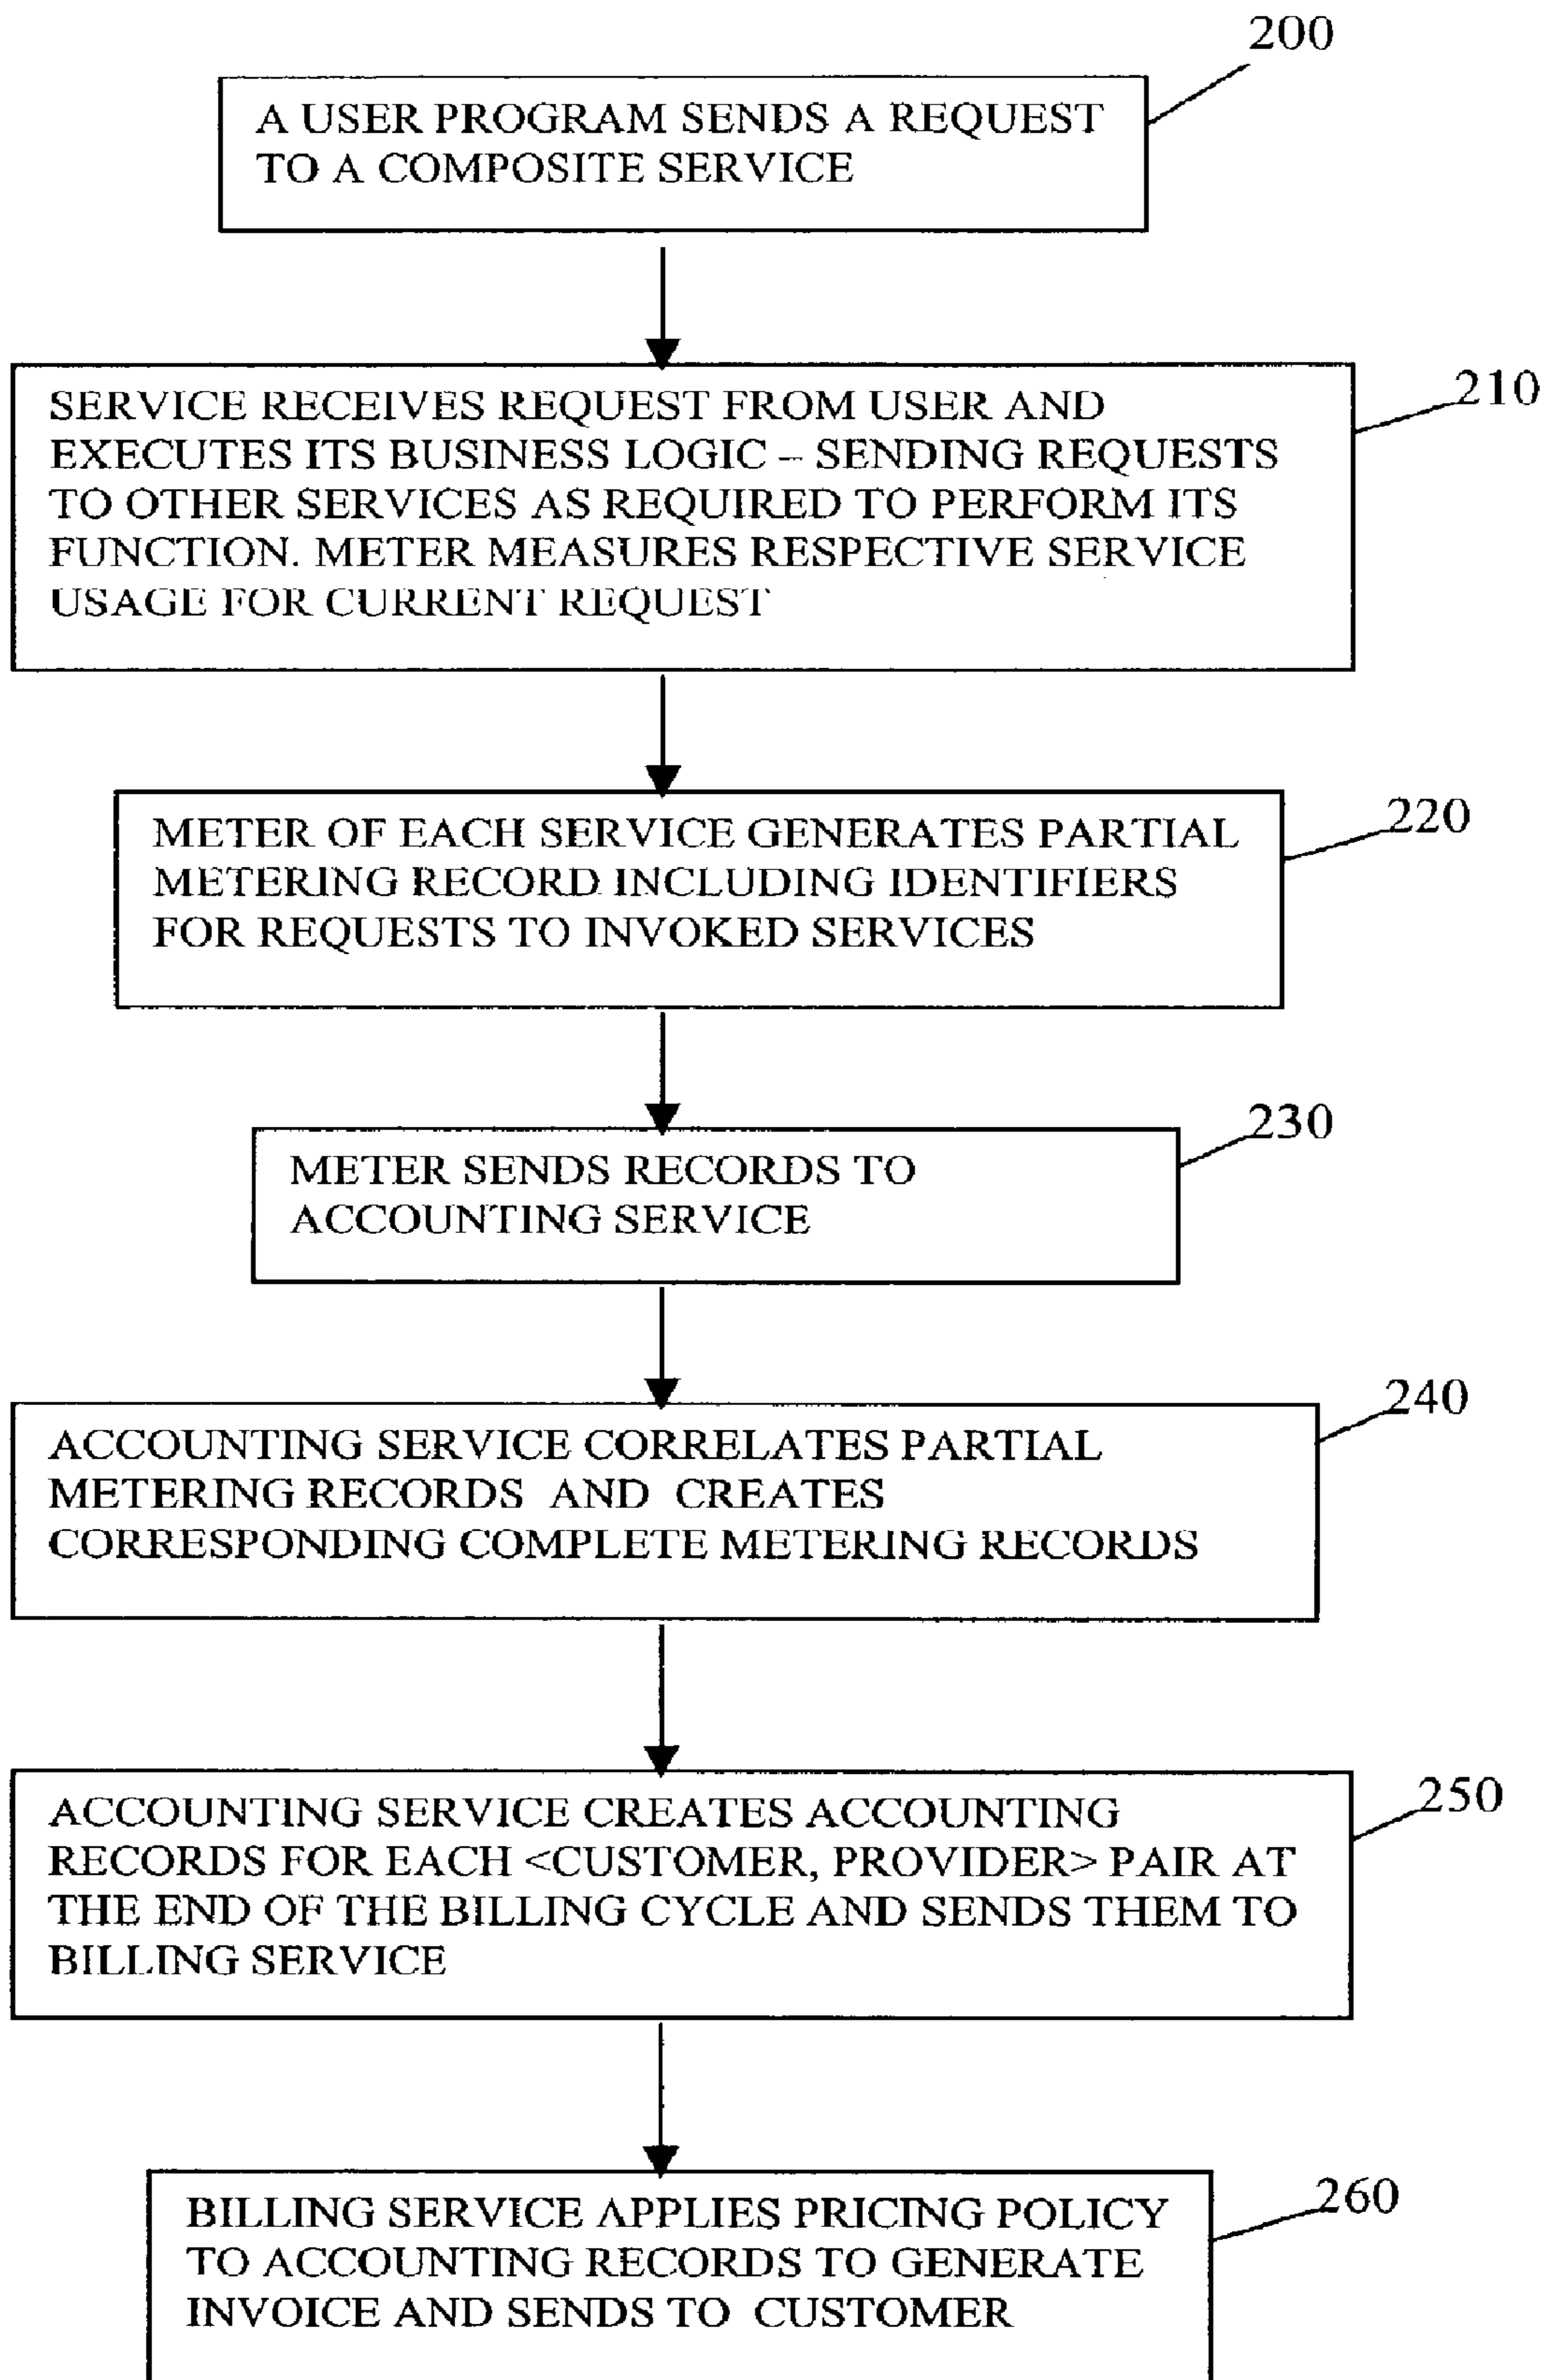 200
A USER PROGRAM SENDS A REQUEST
TO A COMPOSITE SERVICE
210
SERVICE RECEIVES REQUEST FROM USER AND
EXECUTES ITS BUSINESS LOGIC – SENDING REQUESTS
TO OTHER SERVICES AS REQUIRED TO PERFORM ITS
FUNCTION. METER MEASURES RESPECTIVE SERVICE
USAGE FOR CURRENT REQUEST
220
METER OF EACH SERVICE GENERATES PARTIAL
METERING RECORD INCLUDING IDENTIFIERS
FOR REQUESTS TO INVOKED SERVICES
230
METER SENDS RECORDS TO
ACCOUNTING SERVICE
240
ACCOUNTING SERVICE CORRELATES PARTIAL
METERING RECORDS AND CREATES
CORRESPONDING COMPLETE METERING RECORDS
250
ACCOUNTING SERVICE CREATES ACCOUNTING
RECORDS FOR EACH <CUSTOMER, PROVIDER> PAIR AT
THE END OF THE BILLING CYCLE AND SENDS THEM TO
BILLING SERVICE
260
BILLING SERVICE APPLIES PRICING POLICY
TO ACCOUNTING RECORDS TO GENERATE
INVOICE AND SENDS TO CUSTOMER